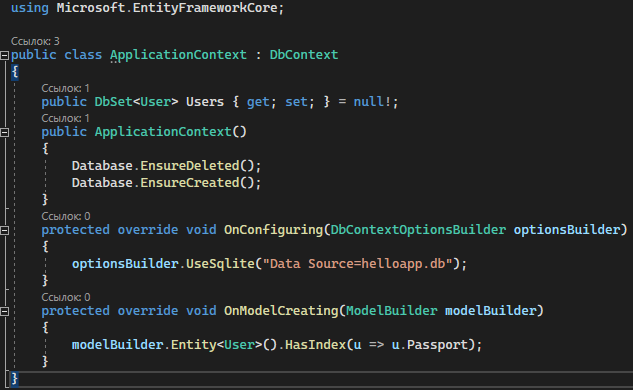 using Microsoft.EntityFrameworkCore;
Ссылок: 3
public class ApplicationContext : DbContext
{
Ссылок: 1
public DbSet<User> Users { get; set; } = null!;
Ссылок: 1
public ApplicationContext()
{
Database.EnsureDeleted();
Database.EnsureCreated();
}
Ссылок: 0
protected override void OnConfiguring(DbContextOptionsBuilder optionsBuilder)
{
optionsBuilder.UseSqlite("Data Source=helloapp.db");
}
Ссылок: 0
protected override void OnModelCreating(ModelBuilder modelBuilder)
{
modelBuilder.Entity<User>().HasIndex(u => u.Passport);
}
}